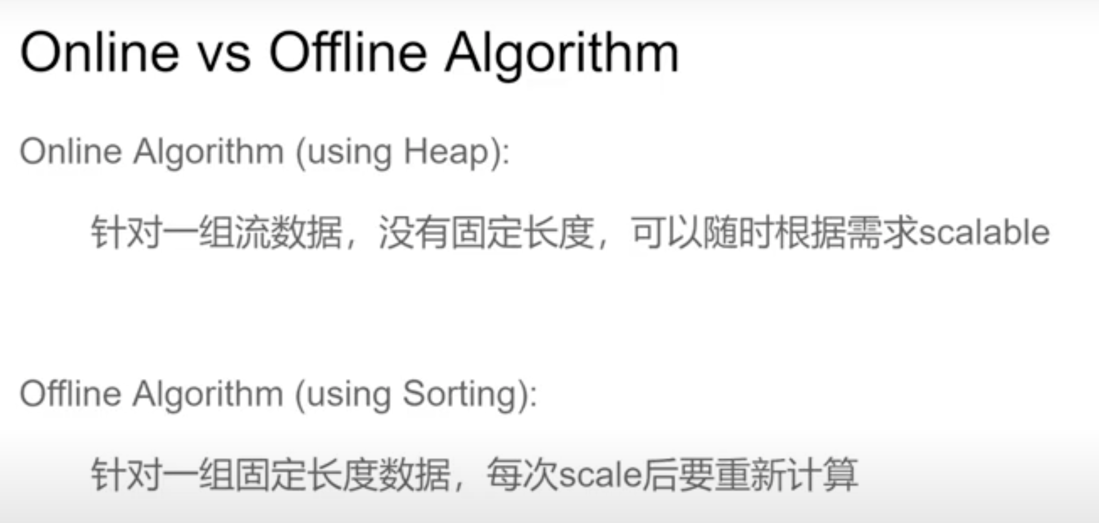 Online vs Offline Algorithm
Online Algorithm (using Heap):
针对一组流数据，没有固定长度，可以随时根据需求scalable
Offline Algorithm (using Sorting):
针对一组固定长度数据，每次scale后要重新计算